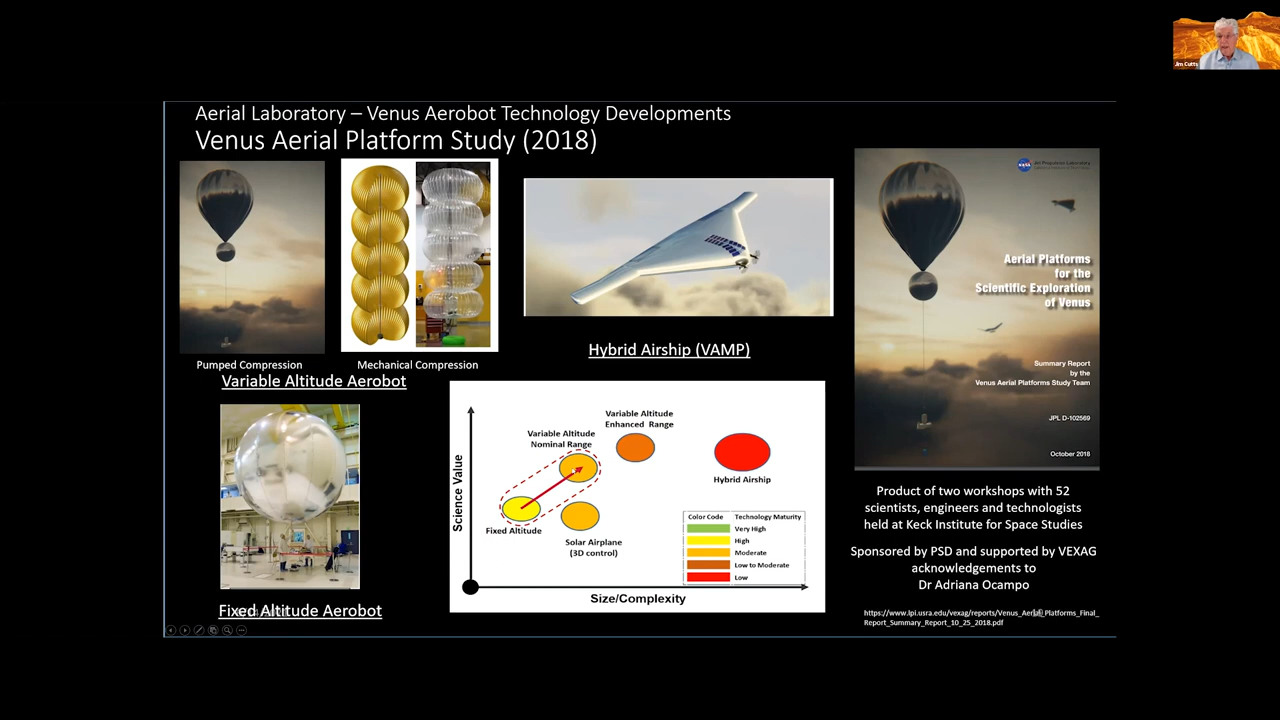 Jim Cutts
Aerial Laboratory – Venus Aerobot Technology Developments
Venus Aerial Platform Study (2018)
Pumped Compression
Mechanical Compression
Variable Altitude Aerobot
Hybrid Airship (VAMP)
Fixed Altitude Aerobot
Science Value
Variable Altitude
Nominal Range
Variable Altitude
Enhanced Range
Fixed Altitude
Solar Airplane
(3D control)
Hybrid Airship
Color Code Technology Maturity
Very High
High
Moderate
Low to Moderate
Low
Size/Complexity
NASA
Jet Propulsion Laboratory
Aerial Platforms
for the
Scientific Exploration
of Venus
Summary Report
by the
Venus Aerial Platforms Study Team
JPL D-102569
October 2018
Product of two workshops with 52
scientists, engineers and technologists
held at Keck Institute for Space Studies
Sponsored by PSD and supported by VEXAG
acknowledgements to
Dr Adriana Ocampo
https://www.lpi.usra.edu/vexag/reports/Venus_Aerial_Platforms_Final_
Report_Summary_Report_10_25_2018.pdf